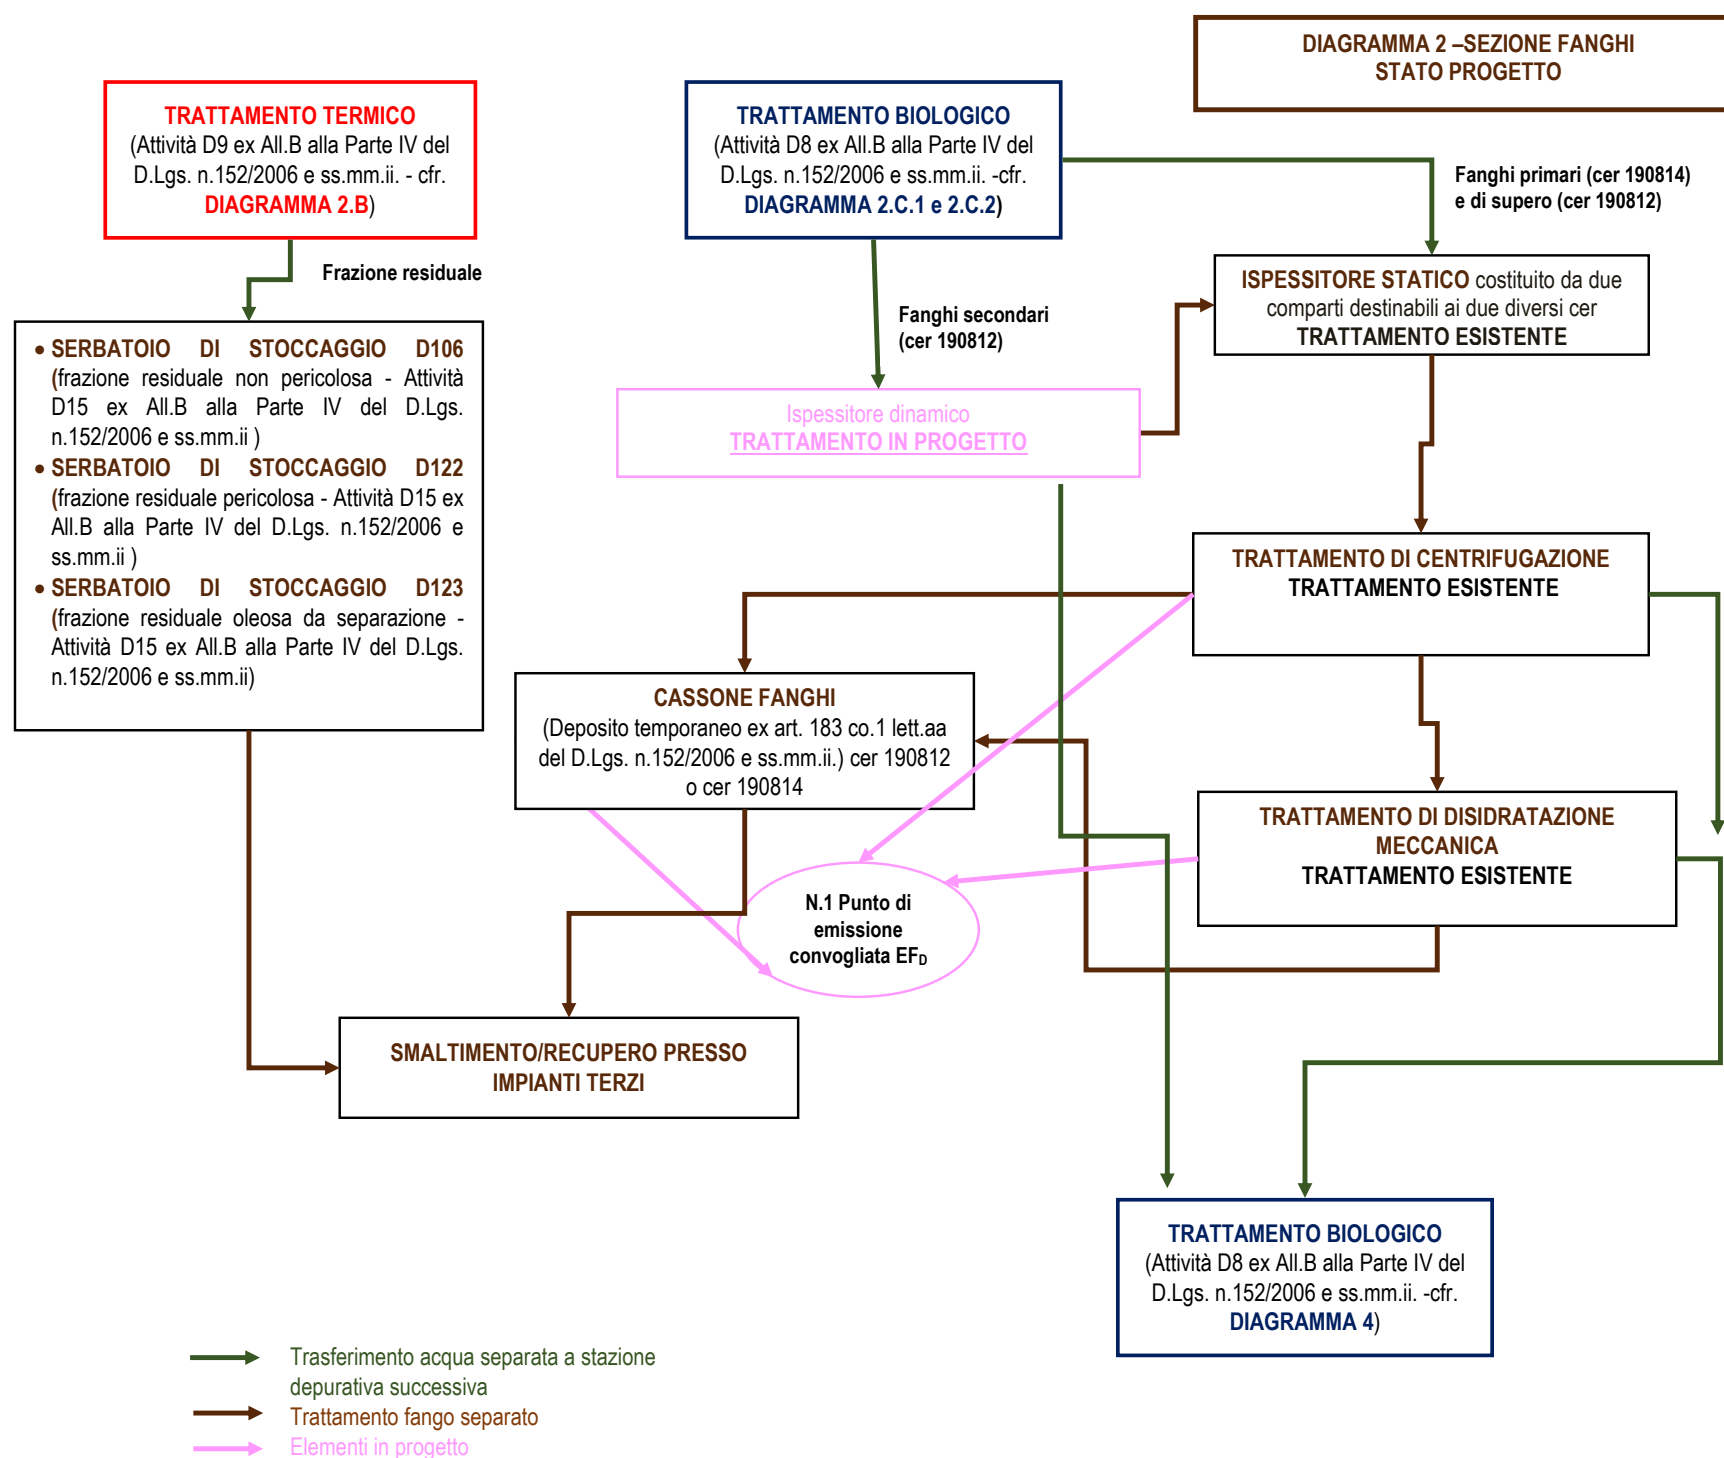 DIAGRAMMA 2 –SEZIONE FANGHI
STATO PROGETTO
TRATTAMENTO TERMICO
(Attività D9 ex All.B alla Parte IV del
D.Lgs. n.152/2006 e ss.mm.ii. - cfr.
DIAGRAMMA 2.B)
TRATTAMENTO BIOLOGICO
(Attività D8 ex All.B alla Parte IV del
D.Lgs. n.152/2006 e ss.mm.ii. -cfr.
DIAGRAMMA 2.C.1 e 2.C.2)
Fanghi primari (cer 190814)
e di supero (cer 190812)
Frazione residuale
Fanghi secondari
(cer 190812)
ISPESSITORE STATICO costituito da due
comparti destinabili ai due diversi cer
TRATTAMENTO ESISTENTE
• SERBATOIO DI STOCCAGGIO D106
(frazione residuale non pericolosa - Attività
D15 ex All.B alla Parte IV del D.Lgs.
n.152/2006 e ss.mm.ii )
• SERBATOIO DI STOCCAGGIO D122
(frazione residuale pericolosa - Attività D15 ex
All.B alla Parte IV del D.Lgs. n.152/2006 e
ss.mm.ii )
• SERBATOIO DI STOCCAGGIO D123
(frazione residuale oleosa da separazione -
Attività D15 ex All.B alla Parte IV del D.Lgs.
n.152/2006 e ss.mm.ii)
Ispessitore dinamico
TRATTAMENTO IN PROGETTO
TRATTAMENTO DI CENTRIFUGAZIONE
TRATTAMENTO ESISTENTE
CASSONE FANGHI
(Deposito temporaneo ex art. 183 co.1 lett.aa
del D.Lgs. n.152/2006 e ss.mm.ii.) cer 190812
o cer 190814
TRATTAMENTO DI DISIDRATAZIONE
MECCANICA
TRATTAMENTO ESISTENTE
N.1 Punto di
emissione
convogliata EFD
SMALTIMENTO/RECUPERO PRESSO
IMPIANTI TERZI
TRATTAMENTO BIOLOGICO
(Attività D8 ex All.B alla Parte IV del
D.Lgs. n.152/2006 e ss.mm.ii. -cfr.
DIAGRAMMA 4)
Trasferimento acqua separata a stazione
depurativa successiva
Trattamento fango separato
Elementi in progetto